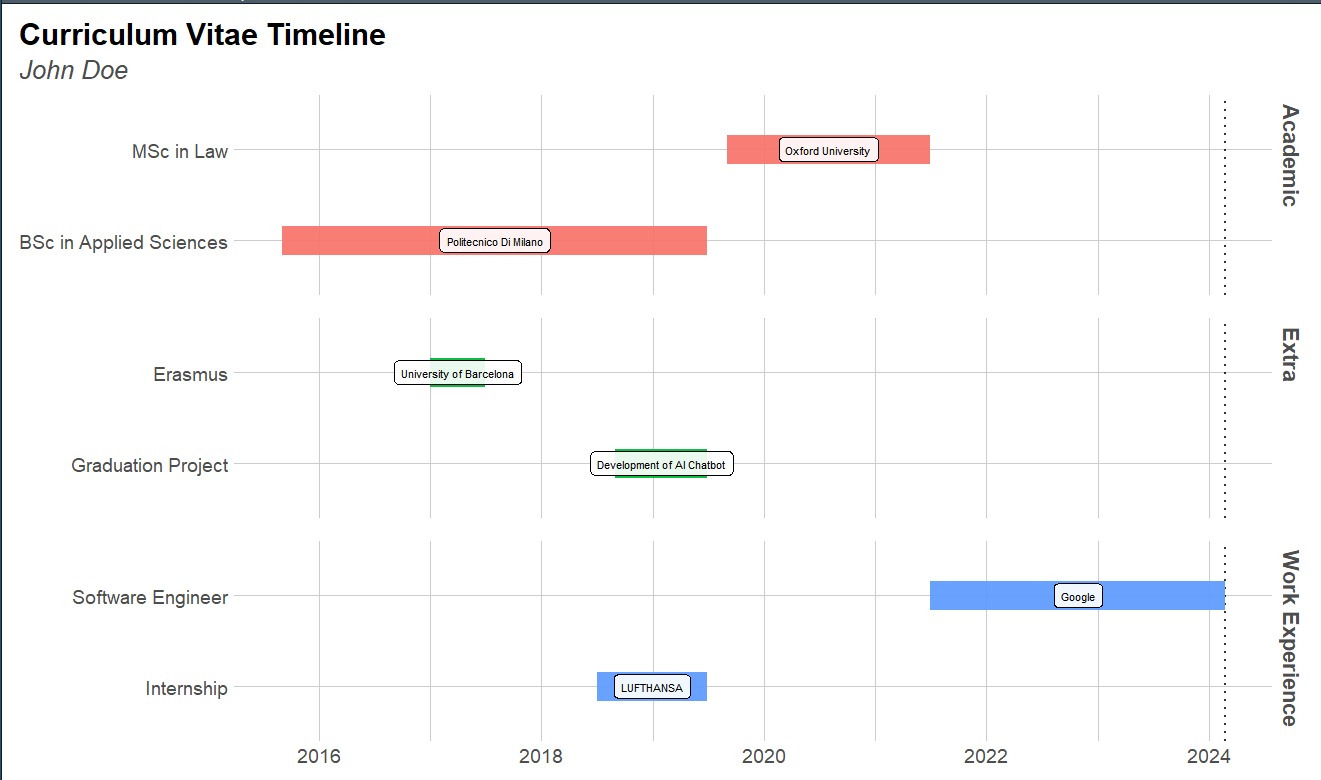 Curriculum Vitae Timeline
John Doe
Academic
MSc in Law
Oxford University
BSc in Applied Sciences
Politecnico Di Milano
Extra
Erasmus
University of Barcelona
Graduation Project
Development of AI Chatbot
Work Experience
Software Engineer
Google
Internship
LUFTHANSA
2016 2018 2020 2022 2024